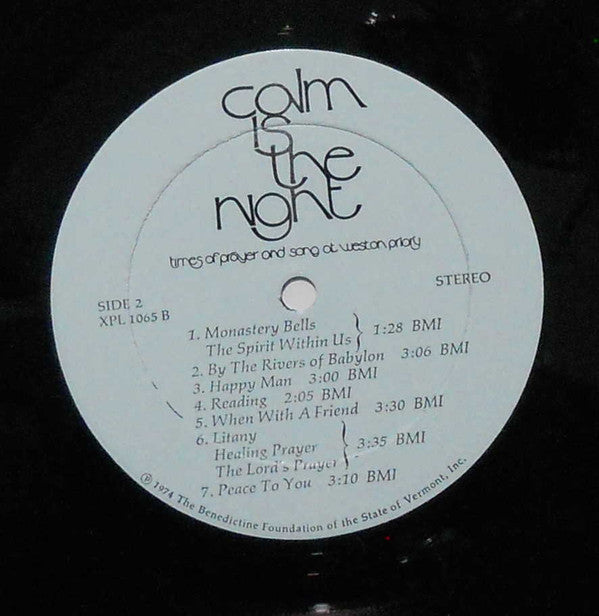 calm
is
the
night
times of prayer and song at weston priory
STEREO
SIDE 2
XPL 1065 B
1. Monastery Bells
The Spirit Within Us } 1:28 BMI
2. By The Rivers of Babylon 3:06 BMI
3. Happy Man 3:00 BMI
4. Reading 2:05 BMI
5. When With A Friend 3:30 BMI
6. Litany
Healing Prayer } 3:35 BMI
The Lord's Prayer
7. Peace To You 3:10 BMI
℗ 1974 The Benedictine Foundation of the State of Vermont, Inc.